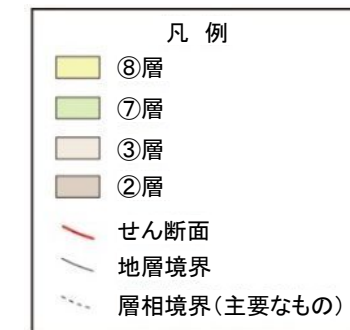 凡 例
⑧層
⑦層
③層
②層
せん断面
地層境界
層相境界(主要なもの)